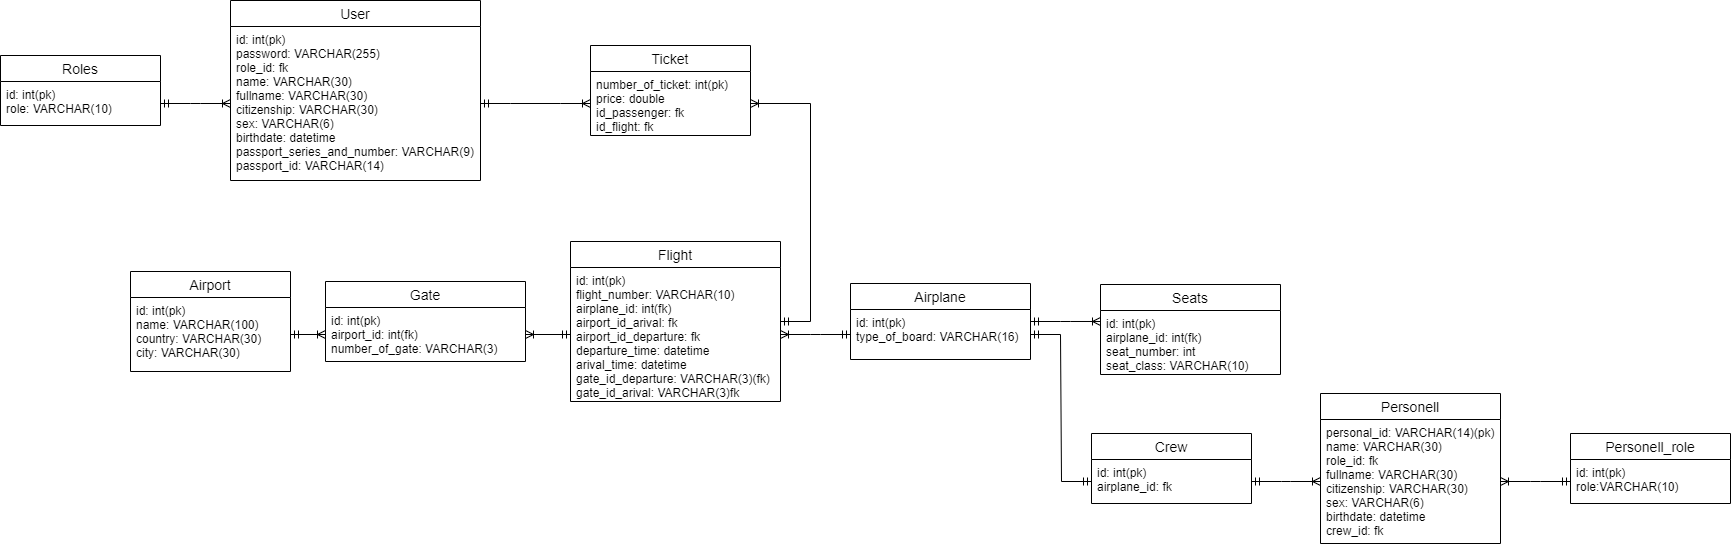 User
id: int(pk)
password: VARCHAR(255)
role_id: fk
name: VARCHAR(30)
fullname: VARCHAR(30)
citizenship: VARCHAR(30)
sex: VARCHAR(6)
birthdate: datetime
passport_series_and_number: VARCHAR(9)
passport_id: VARCHAR(14)
Roles
id: int(pk)
role: VARCHAR(10)
Ticket
number_of_ticket: int(pk)
price: double
id_passenger: fk
id_flight: fk
Airport
id: int(pk)
name: VARCHAR(100)
country: VARCHAR(30)
city: VARCHAR(30)
Gate
id: int(pk)
airport_id: int(fk)
number_of_gate: VARCHAR(3)
Flight
id: int(pk)
flight_number: VARCHAR(10)
airplane_id: int(fk)
airport_id_arival: fk
airport_id_departure: fk
departure_time: datetime
arival_time: datetime
gate_id_departure: VARCHAR(3)(fk)
gate_id_arival: VARCHAR(3)fk
Airplane
id: int(pk)
type_of_board: VARCHAR(16)
Seats
id: int(pk)
airplane_id: int(fk)
seat_number: int
seat_class: VARCHAR(10)
Crew
id: int(pk)
airplane_id: fk
Personell
personal_id: VARCHAR(14)(pk)
name: VARCHAR(30)
role_id: fk
fullname: VARCHAR(30)
citizenship: VARCHAR(30)
sex: VARCHAR(6)
birthdate: datetime
crew_id: fk
Personell_role
id: int(pk)
role:VARCHAR(10)